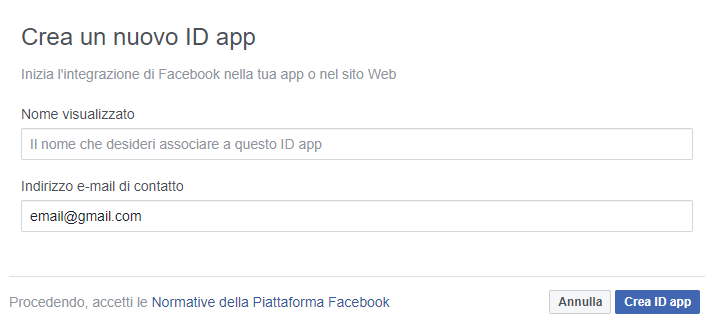 Crea un nuovo ID app
Inizia l'integrazione di Facebook nella tua app o nel sito Web
Nome visualizzato
Il nome che desideri associare a questo ID app
Indirizzo e-mail di contatto
email@gmail.com
Procedendo, accetti le Normative della Piattaforma Facebook
Annulla
Crea ID app